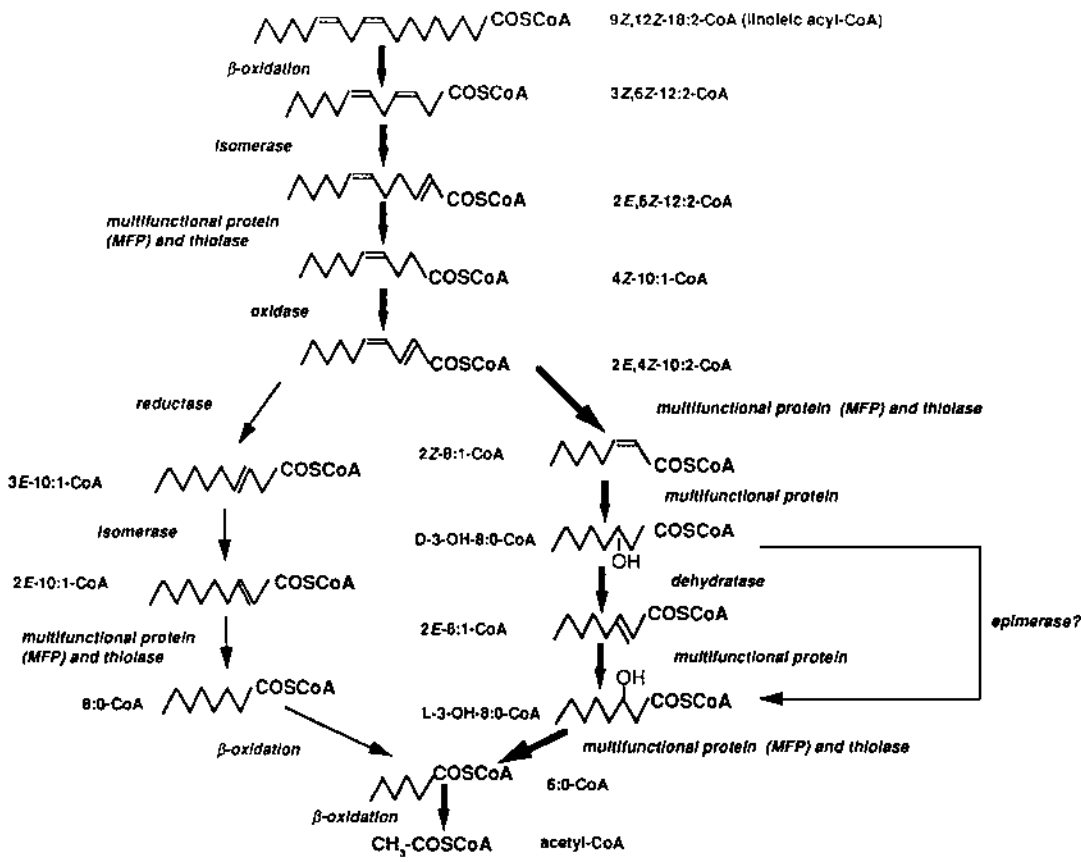 COSCoA 9Z,12Z-18:2-CoA (linoleic acyl-CoA)
β-oxidation
COSCoA 3Z,6Z-12:2-CoA
isomerase
COSCoA 2E,6Z-12:2-CoA
multifunctional protein
(MFP) and thiolase
COSCoA 4Z-10:1-CoA
oxidase
COSCoA 2E,4Z-10:2-CoA
reductase
multifunctional protein (MFP) and thiolase
3E-10:1-CoA COSCoA
2Z-8:1-CoA COSCoA
isomerase
multifunctional protein
D-3-OH-8:0-CoA COSCoA
OH
2E-10:1-CoA COSCoA
dehydratase
multifunctional protein
(MFP) and thiolase
2E-8:1-CoA COSCoA
epimerase?
multifunctional protein
8:0-CoA COSCoA
OH
L-3-OH-8:0-CoA COSCoA
β-oxidation
multifunctional protein (MFP) and thiolase
COSCoA 6:0-CoA
β-oxidation
CH3-COSCoA acetyl-CoA